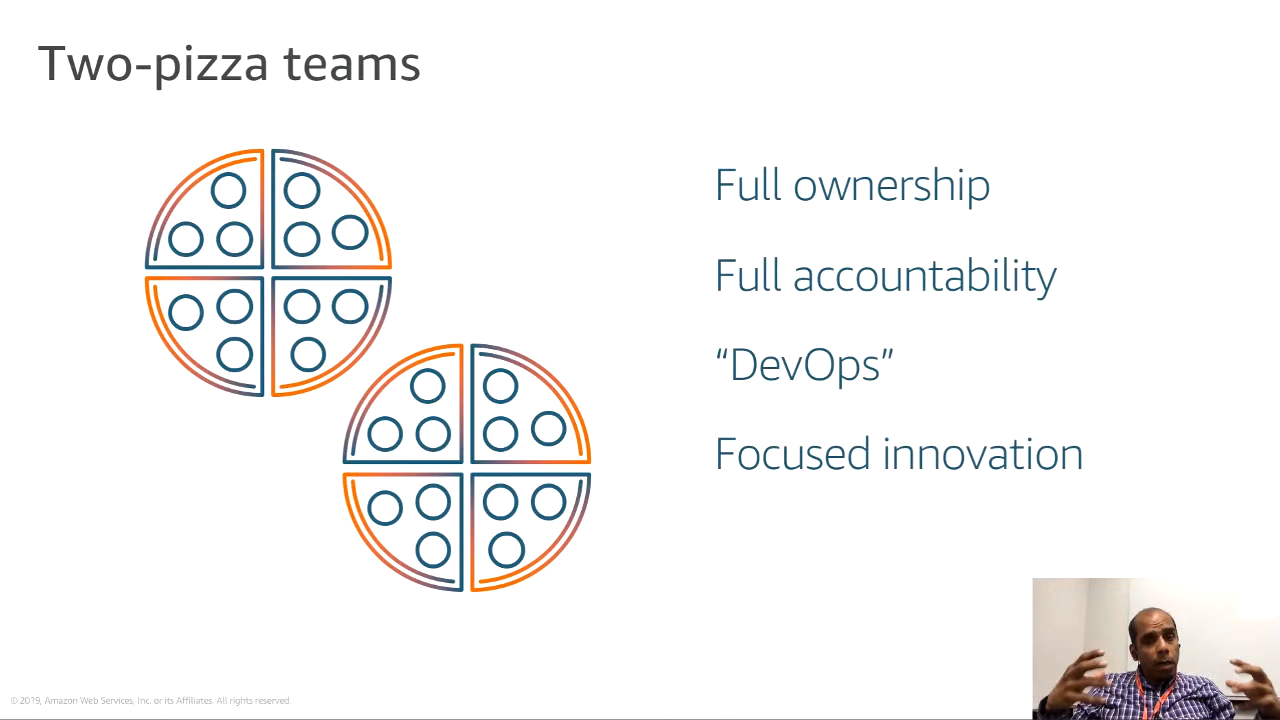 Two-pizza teams
Full ownership
Full accountability
“DevOps”
Focused innovation
© 2019, Amazon Web Services, Inc. or its Affiliates. All rights reserved.